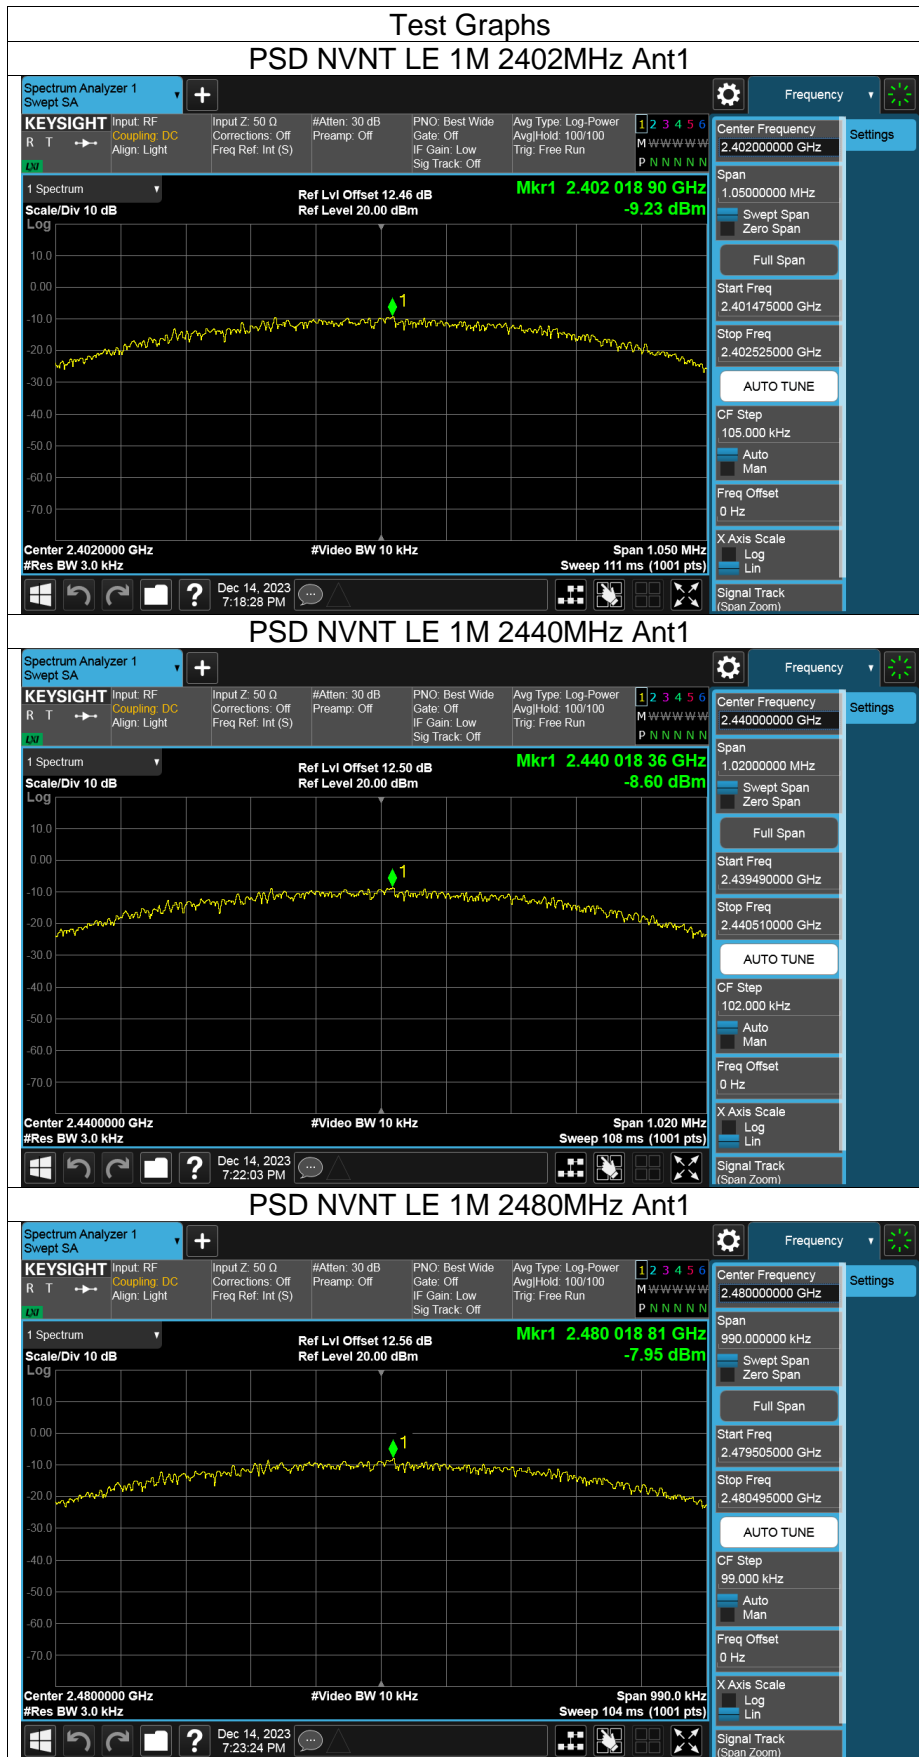 Test Graphs
PSD NVNT LE 1M 2402MHz Ant1
Spectrum Analyzer 1
Swept SA
+
Frequency
KEYSIGHT
R T
LXI
Input: RF
Coupling: DC
Align: Light
Input Z: 50 Ω
Corrections: Off
Freq Ref: Int (S)
#Atten: 30 dB
Preamp: Off
PNO: Best Wide
Gate: Off
IF Gain: Low
Sig Track: Off
Avg Type: Log-Power
Avg|Hold: 100/100
Trig: Free Run
1 2 3 4 5 6
M W W W W W
P N N N N N
Center Frequency
2.402000000 GHz
Settings
Span
1.05000000 MHz
Swept Span
Zero Span
Full Span
Start Freq
2.401475000 GHz
Stop Freq
2.402525000 GHz
AUTO TUNE
CF Step
105.000 kHz
Auto
Man
Freq Offset
0 Hz
X Axis Scale
Log
Lin
Signal Track
(Span Zoom)
1 Spectrum
Scale/Div 10 dB
Log
Ref Lvl Offset 12.46 dB
Ref Level 20.00 dBm
Mkr1 2.402 018 90 GHz
-9.23 dBm
1
10.0
0.00
-10.0
-20.0
-30.0
-40.0
-50.0
-60.0
-70.0
Center 2.4020000 GHz
#Res BW 3.0 kHz
#Video BW 10 kHz
Span 1.050 MHz
Sweep 111 ms (1001 pts)
?
Dec 14, 2023
7:18:28 PM
PSD NVNT LE 1M 2440MHz Ant1
Spectrum Analyzer 1
Swept SA
+
Frequency
KEYSIGHT
R T
LXI
Input: RF
Coupling: DC
Align: Light
Input Z: 50 Ω
Corrections: Off
Freq Ref: Int (S)
#Atten: 30 dB
Preamp: Off
PNO: Best Wide
Gate: Off
IF Gain: Low
Sig Track: Off
Avg Type: Log-Power
Avg|Hold: 100/100
Trig: Free Run
1 2 3 4 5 6
M W W W W W
P N N N N N
Center Frequency
2.440000000 GHz
Settings
Span
1.02000000 MHz
Swept Span
Zero Span
Full Span
Start Freq
2.439490000 GHz
Stop Freq
2.440510000 GHz
AUTO TUNE
CF Step
102.000 kHz
Auto
Man
Freq Offset
0 Hz
X Axis Scale
Log
Lin
Signal Track
(Span Zoom)
1 Spectrum
Scale/Div 10 dB
Log
Ref Lvl Offset 12.50 dB
Ref Level 20.00 dBm
Mkr1 2.440 018 36 GHz
-8.60 dBm
1
10.0
0.00
-10.0
-20.0
-30.0
-40.0
-50.0
-60.0
-70.0
Center 2.4400000 GHz
#Res BW 3.0 kHz
#Video BW 10 kHz
Span 1.020 MHz
Sweep 108 ms (1001 pts)
?
Dec 14, 2023
7:22:03 PM
PSD NVNT LE 1M 2480MHz Ant1
Spectrum Analyzer 1
Swept SA
+
Frequency
KEYSIGHT
R T
LXI
Input: RF
Coupling: DC
Align: Light
Input Z: 50 Ω
Corrections: Off
Freq Ref: Int (S)
#Atten: 30 dB
Preamp: Off
PNO: Best Wide
Gate: Off
IF Gain: Low
Sig Track: Off
Avg Type: Log-Power
Avg|Hold: 100/100
Trig: Free Run
1 2 3 4 5 6
M W W W W W
P N N N N N
Center Frequency
2.480000000 GHz
Settings
Span
990.000000 kHz
Swept Span
Zero Span
Full Span
Start Freq
2.479505000 GHz
Stop Freq
2.480495000 GHz
AUTO TUNE
CF Step
99.000 kHz
Auto
Man
Freq Offset
0 Hz
X Axis Scale
Log
Lin
Signal Track
(Span Zoom)
1 Spectrum
Scale/Div 10 dB
Log
Ref Lvl Offset 12.56 dB
Ref Level 20.00 dBm
Mkr1 2.480 018 81 GHz
-7.95 dBm
1
10.0
0.00
-10.0
-20.0
-30.0
-40.0
-50.0
-60.0
-70.0
Center 2.4800000 GHz
#Res BW 3.0 kHz
#Video BW 10 kHz
Span 990.0 kHz
Sweep 104 ms (1001 pts)
?
Dec 14, 2023
7:23:24 PM